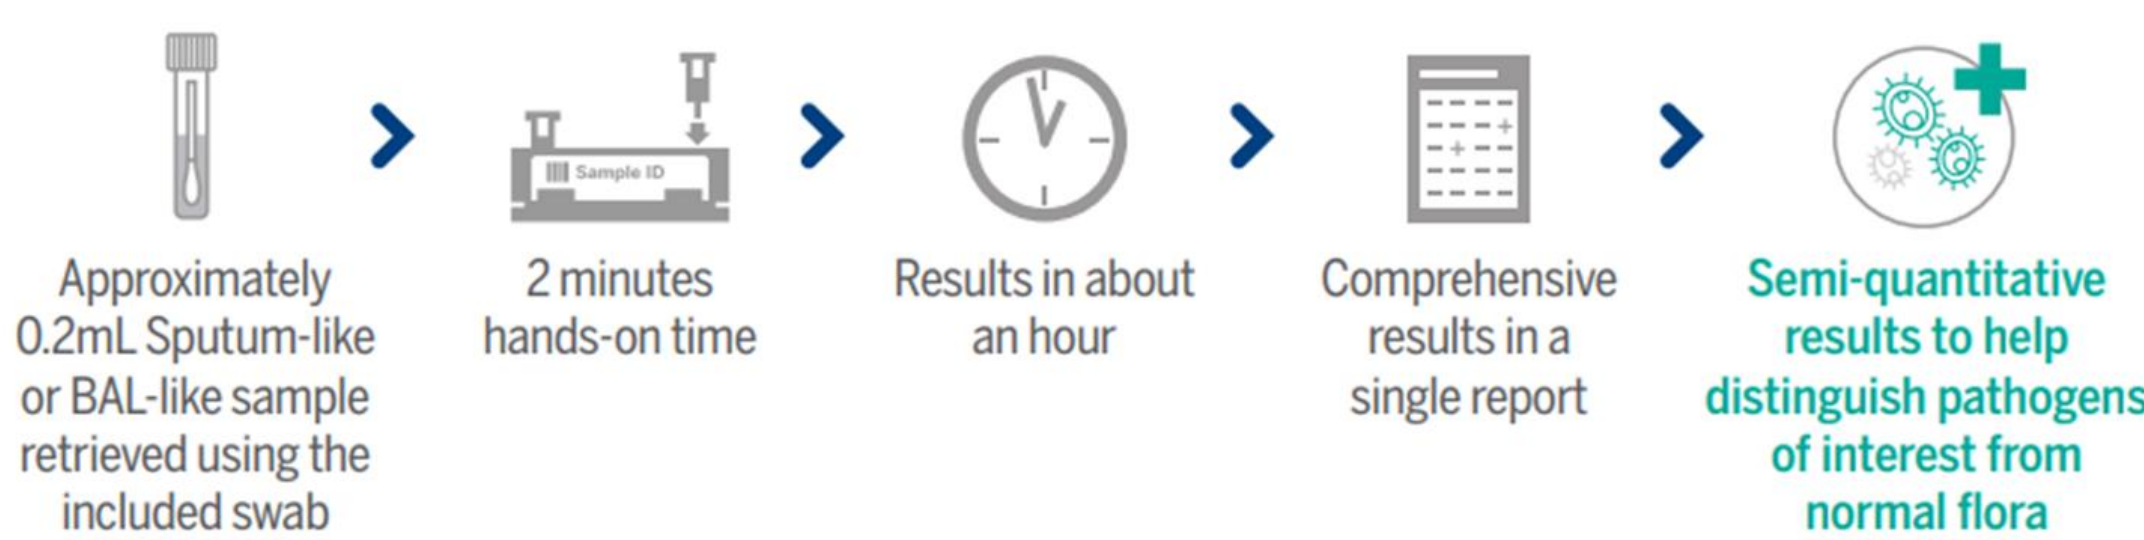 Sample ID
Approximately
0.2mL Sputum-like
or BAL-like sample
retrieved using the
included swab
2 minutes
hands-on time
Results in about
an hour
Comprehensive
results in a
single report
Semi-quantitative
results to help
distinguish pathogens
of interest from
normal flora